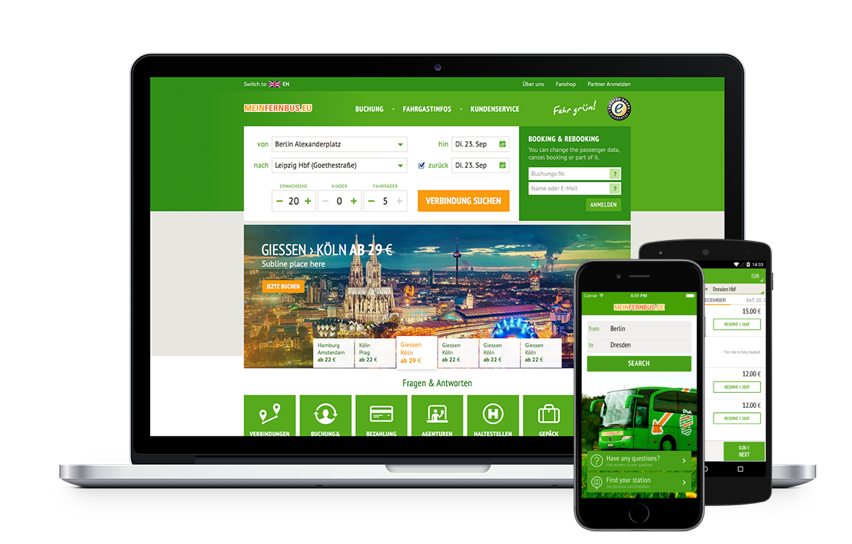 Switch to EN
Über uns Fanshop Partner Anmelden
MEINFERNBUS.EU
BUCHUNG · FAHRGASTINFOS · KUNDENSERVICE
Fahr grün!
von Berlin Alexanderplatz
hin Di. 23. Sep
nach Leipzig Hbf (Goethestraße)
zurück Di. 23. Sep
ERWACHSENE KINDER FAHRRÄDER
− 20 + − 0 + − 5 +
VERBINDUNG SUCHEN
BOOKING & REBOOKING
You can change the passenger data,
cancel booking or part of it.
Buchungs-Nr. ?
Name oder E-Mail ?
ANMELDEN
GIESSEN › KÖLN AB 29 €
Subline place here
JEZTZ BUCHEN
Hamburg
Amsterdam
ab 22 €
Köln
Prag
ab 22 €
Giessen
Köln
ab 29 €
Giessen
Köln
ab 22 €
Giessen
Köln
ab 22 €
Giessen
Köln
ab 22 €
Fragen & Antworten
VERBINDUNGEN
BUCHUNG&
BEZAHLUNG
AGENTUREN
H
HALTESTELLEN
GEPÄCK
Carrier 6:01 PM
MEINFERNBUS.DE
from Berlin
to Dresden
SEARCH
Have any questions?
Find your station
14:33
EUR
Dresden Hbf
DECEMBER SAT, 20.
15.00 €
RESERVE 1 SEAT
12.00 €
RESERVE 1 SEAT
12.00 €
RESERVE 1 SEAT
0.00 €
NEXT